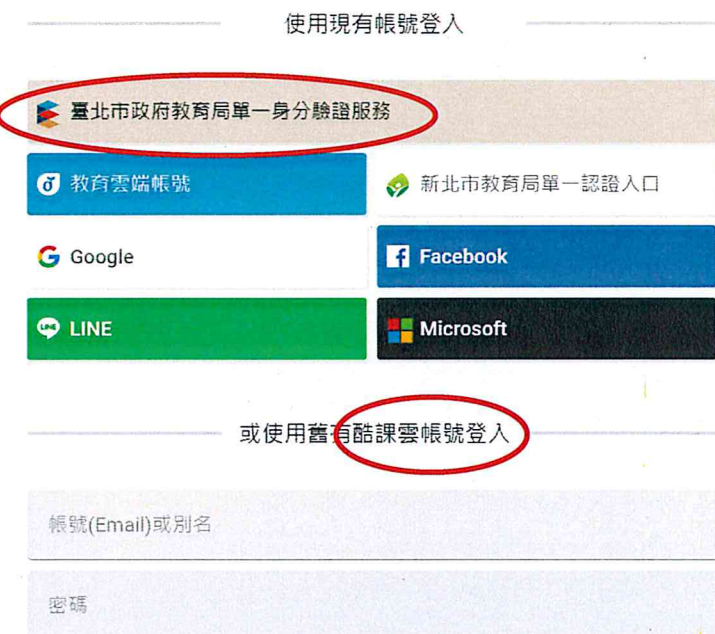 使用現有帳號登入
臺北市政府教育局單一身分驗證服務
教育雲端帳號
新北市教育局單一認證入口
Google
Facebook
LINE
Microsoft
或使用舊有酷課雲帳號登入
帳號(Email)或別名
密碼